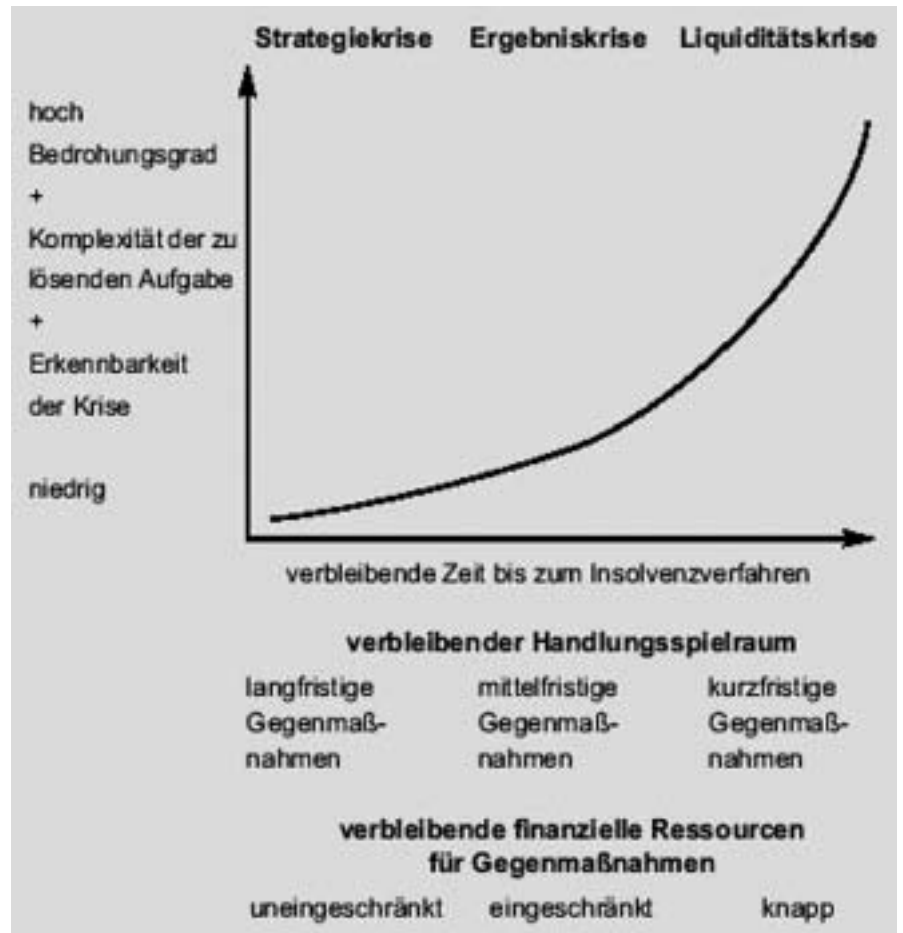 Strategiekrise Ergebniskrise Liquiditätskrise
hoch
Bedrohungsgrad
+
Komplexität der zu
lösenden Aufgabe
+
Erkennbarkeit
der Krise
niedrig
verbleibende Zeit bis zum Insolvenzverfahren
verbleibender Handlungsspielraum
langfristige mittelfristige kurzfristige
Gegenmaß- Gegenmaß- Gegenmaß-
nahmen nahmen nahmen
verbleibende finanzielle Ressourcen
für Gegenmaßnahmen
uneingeschränkt eingeschränkt knapp